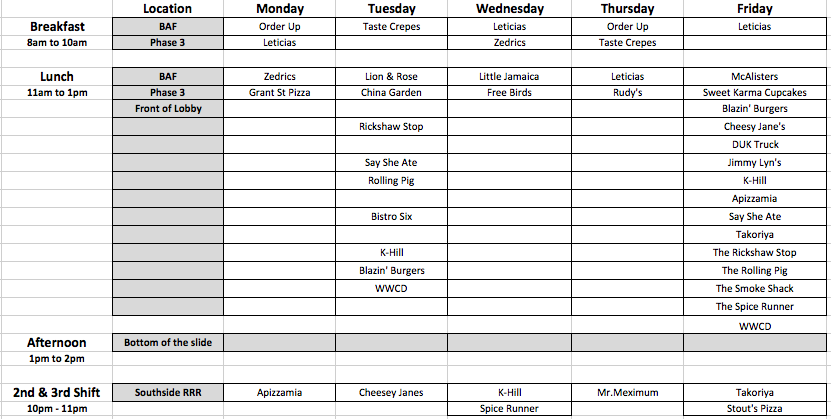 Location Monday Tuesday Wednesday Thursday Friday
Breakfast BAF Order Up Taste Crepes Leticias Order Up Leticias
8am to 10am Phase 3 Leticias Zedrics Taste Crepes
Lunch BAF Zedrics Lion & Rose Little Jamaica Leticias McAlisters
11am to 1pm Phase 3 Grant St Pizza China Garden Free Birds Rudy's Sweet Karma Cupcakes
Front of Lobby Blazin' Burgers
Rickshaw Stop Cheesy Jane's
DUK Truck
Say She Ate Jimmy Lyn's
Rolling Pig K-Hill
Apizzamia
Bistro Six Say She Ate
Takoriya
K-Hill The Rickshaw Stop
Blazin' Burgers The Rolling Pig
WWCD The Smoke Shack
The Spice Runner
WWCD
Afternoon Bottom of the slide
1pm to 2pm
2nd & 3rd Shift Southside RRR Apizzamia Cheesey Janes K-Hill Mr.Meximum Takoriya
10pm - 11pm Spice Runner Stout's Pizza